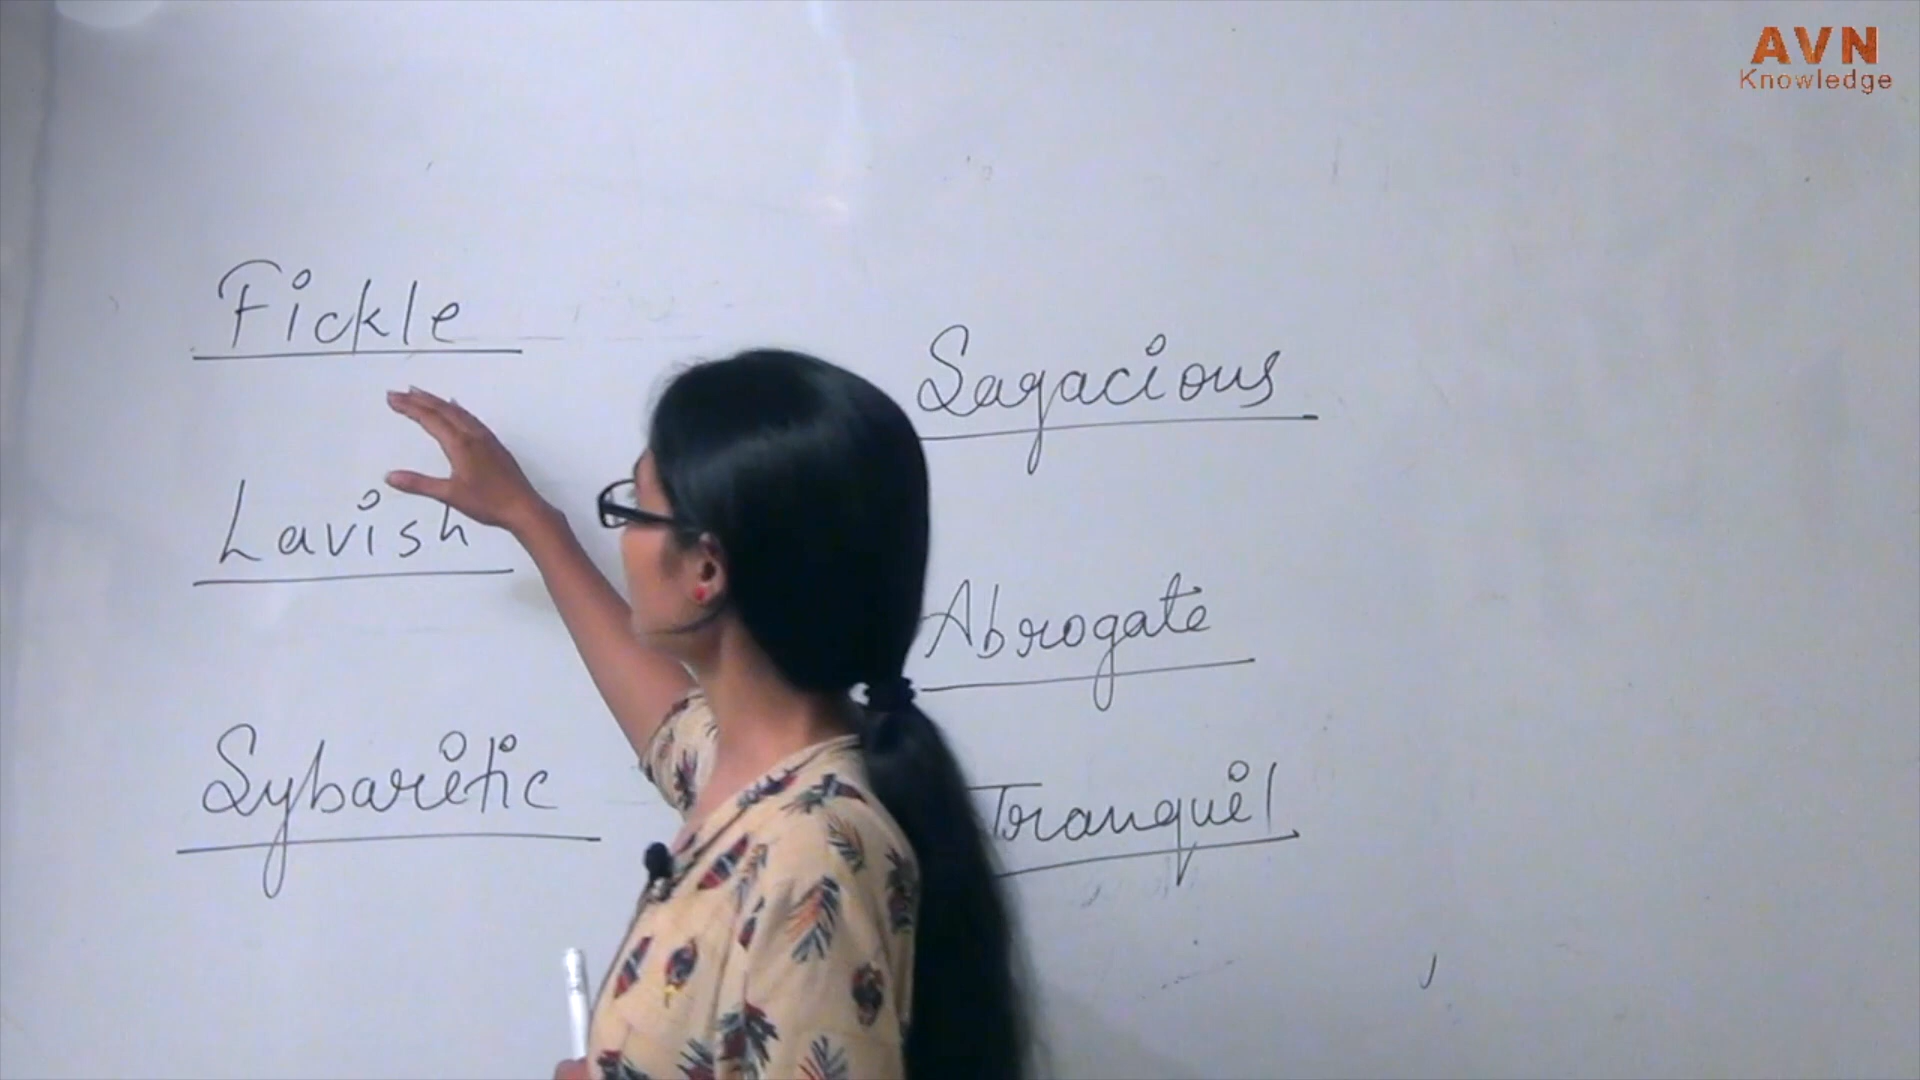 AVN
Knowledge
Fickle
Lavish
Sybaritic
Sagacious
Abrogate
Tranquil